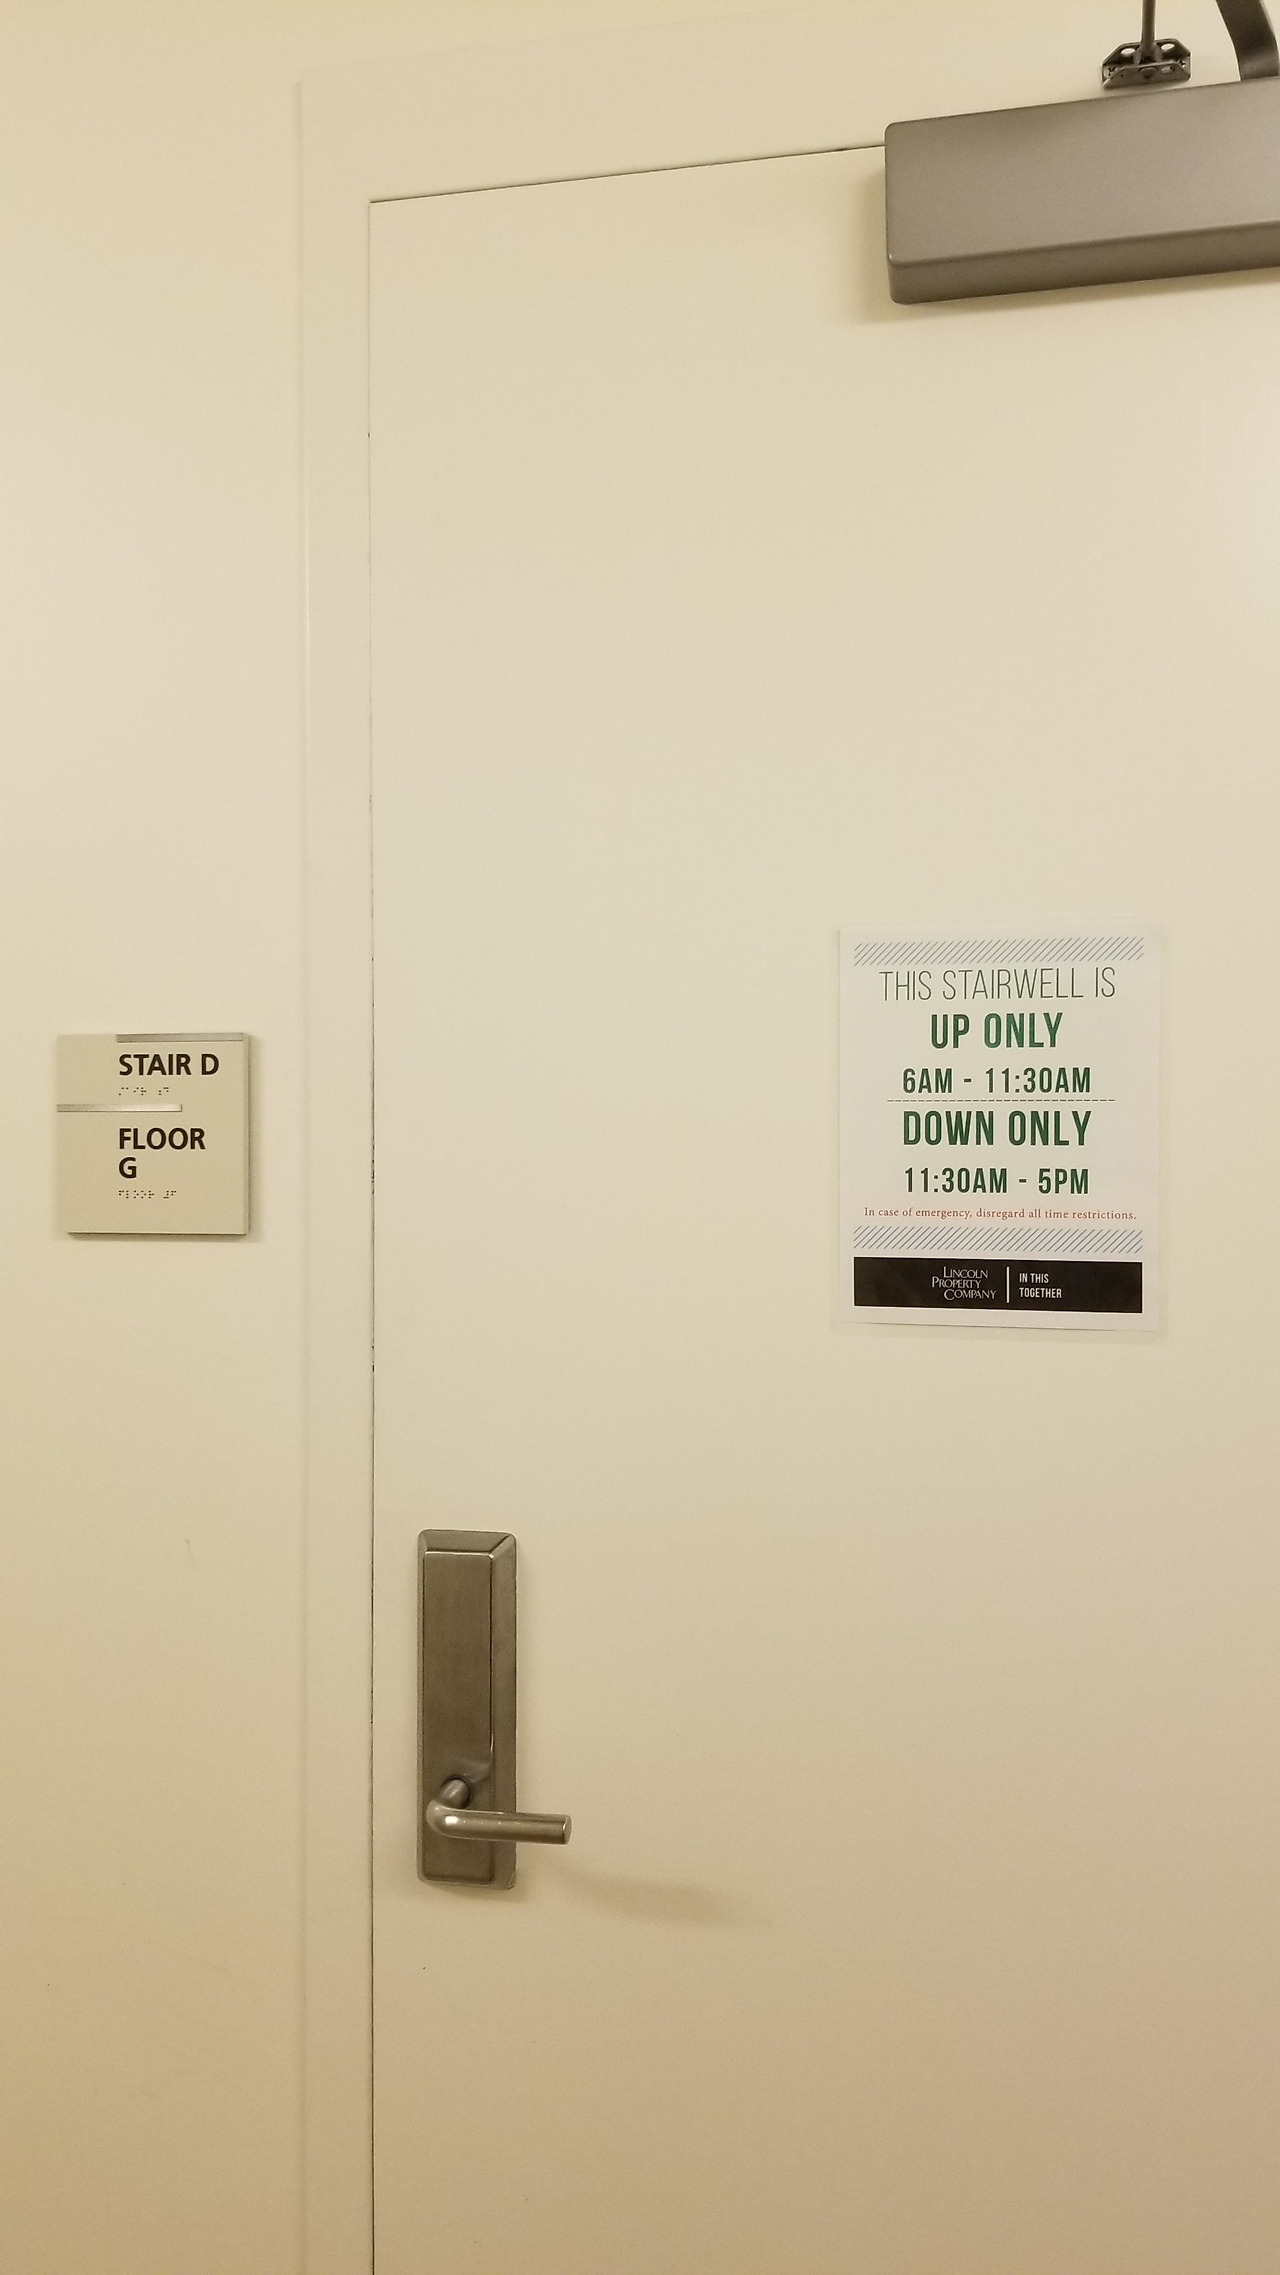 STAIR D
FLOOR
G
THIS STAIRWELL IS
UP ONLY
6AM - 11:30AM
DOWN ONLY
11:30AM - 5PM
In case of emergency, disregard all time restrictions.
LINCOLN
PROPERTY
COMPANY
IN THIS
TOGETHER